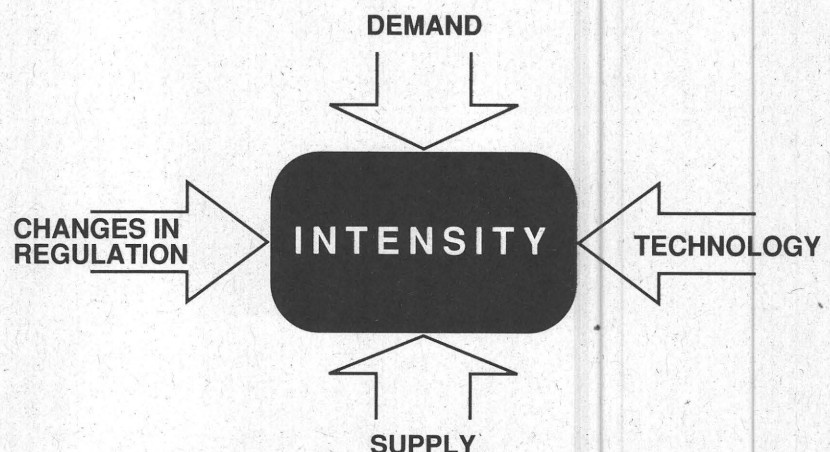 DEMAND
CHANGES IN
REGULATION
INTENSITY
TECHNOLOGY
SUPPLY